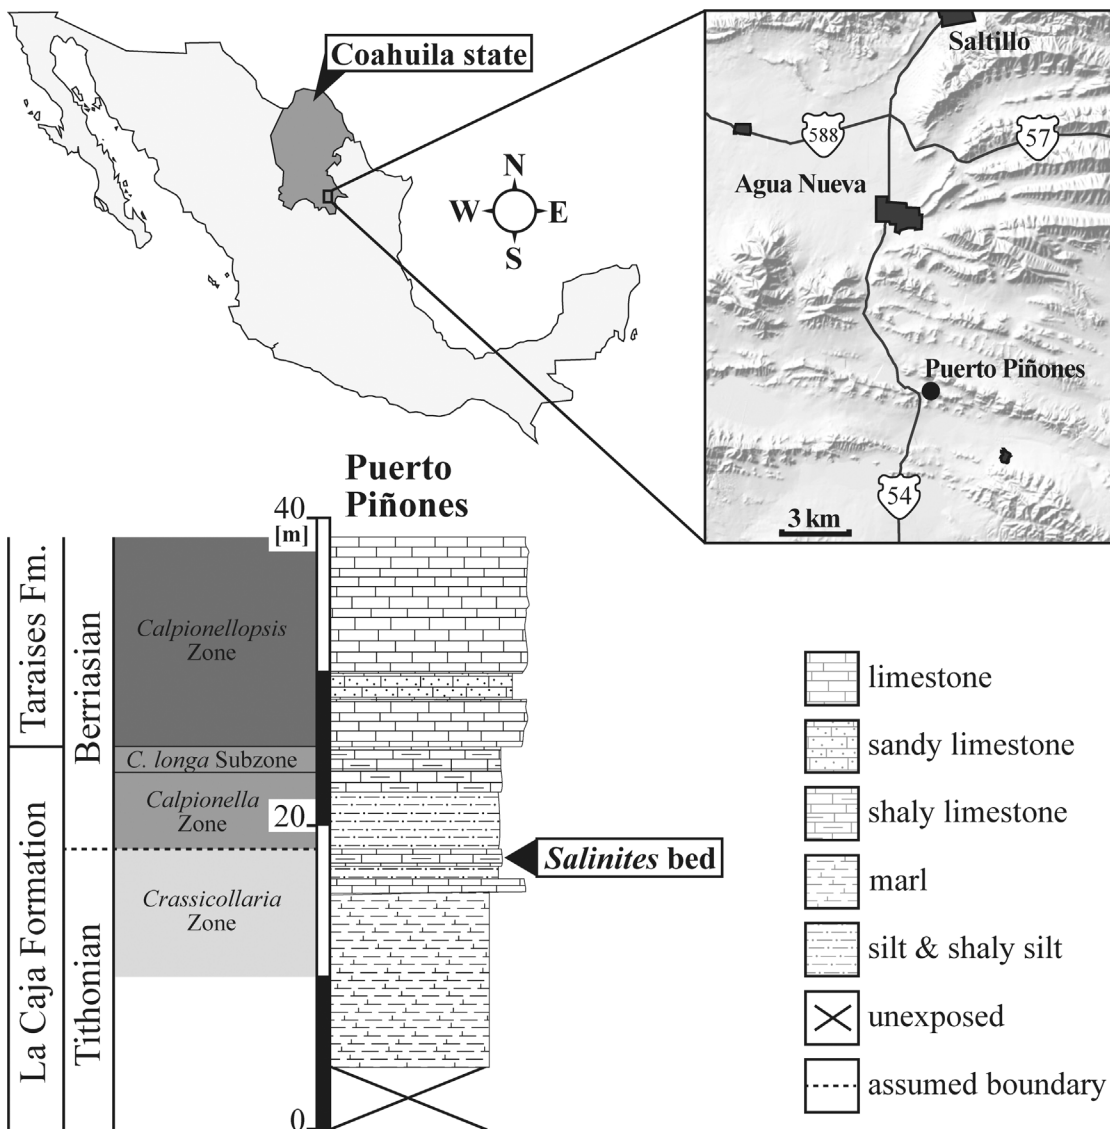 Coahuila state
N
W
E
S
Saltillo
588
57
Agua Nueva
Puerto Piñones
54
3 km
Puerto
Piñones
40
[m]
20
0
Taraises Fm.
La Caja Formation
Berriasian
Tithonian
Calpionellopsis
Zone
C. longa Subzone
Calpionella
Zone
Crassicollaria
Zone
Salinites bed
limestone
sandy limestone
shaly limestone
marl
silt & shaly silt
unexposed
assumed boundary